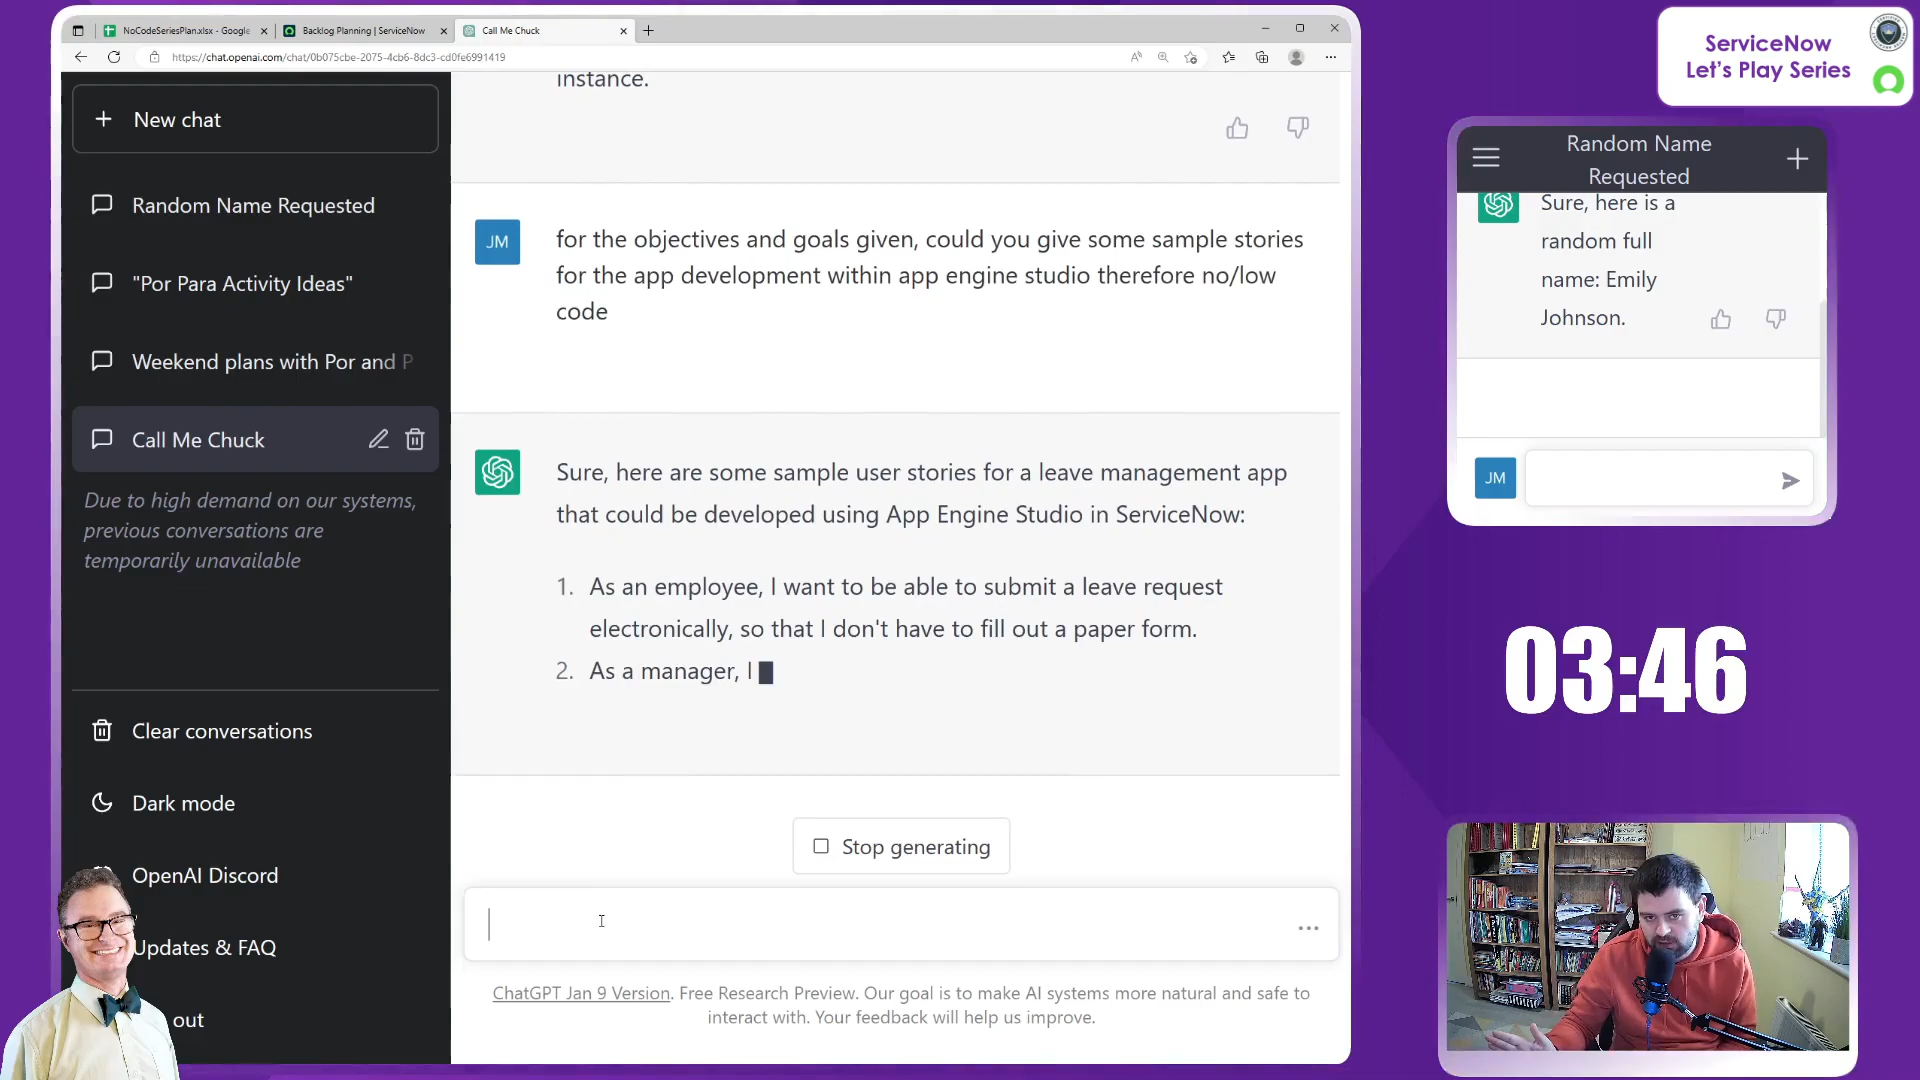 NoCodeSeriesPlan.xlsx - Google
Backlog Planning | ServiceNow
Call Me Chuck
https://chat.openai.com/chat/0b075cbe-2075-4cb6-8dc3-cd0fe6991419
New chat
Random Name Requested
"Por Para Activity Ideas"
Weekend plans with Por and P
Call Me Chuck
Due to high demand on our systems,
previous conversations are
temporarily unavailable
Clear conversations
Dark mode
OpenAI Discord
Updates & FAQ
out
instance.
JM
for the objectives and goals given, could you give some sample stories
for the app development within app engine studio therefore no/low
code
Sure, here are some sample user stories for a leave management app
that could be developed using App Engine Studio in ServiceNow:
1. As an employee, I want to be able to submit a leave request
electronically, so that I don't have to fill out a paper form.
2. As a manager, I
Stop generating
ChatGPT Jan 9 Version. Free Research Preview. Our goal is to make AI systems more natural and safe to
interact with. Your feedback will help us improve.
ServiceNow
Let's Play Series
Random Name
Requested
Sure, here is a
random full
name: Emily
Johnson.
JM
03:46